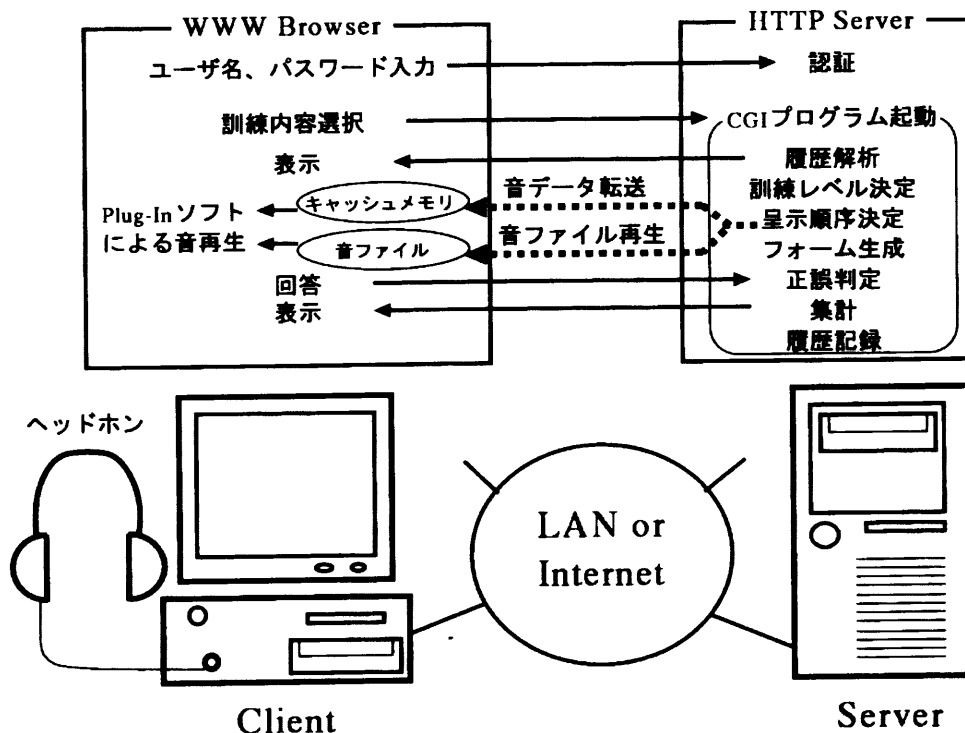 WWW Browser
HTTP Server
ユーザ名、パスワード入力
認証
訓練内容選択
CGIプログラム起動
表示
履歴解析
音データ転送
訓練レベル決定
キャッシュメモリ
Plug-Inソフト
による音再生
呈示順序決定
音ファイル再生
音ファイル
フォーム生成
回答
正誤判定
表示
集計
履歴記録
ヘッドホン
LAN or
Internet
Client
Server